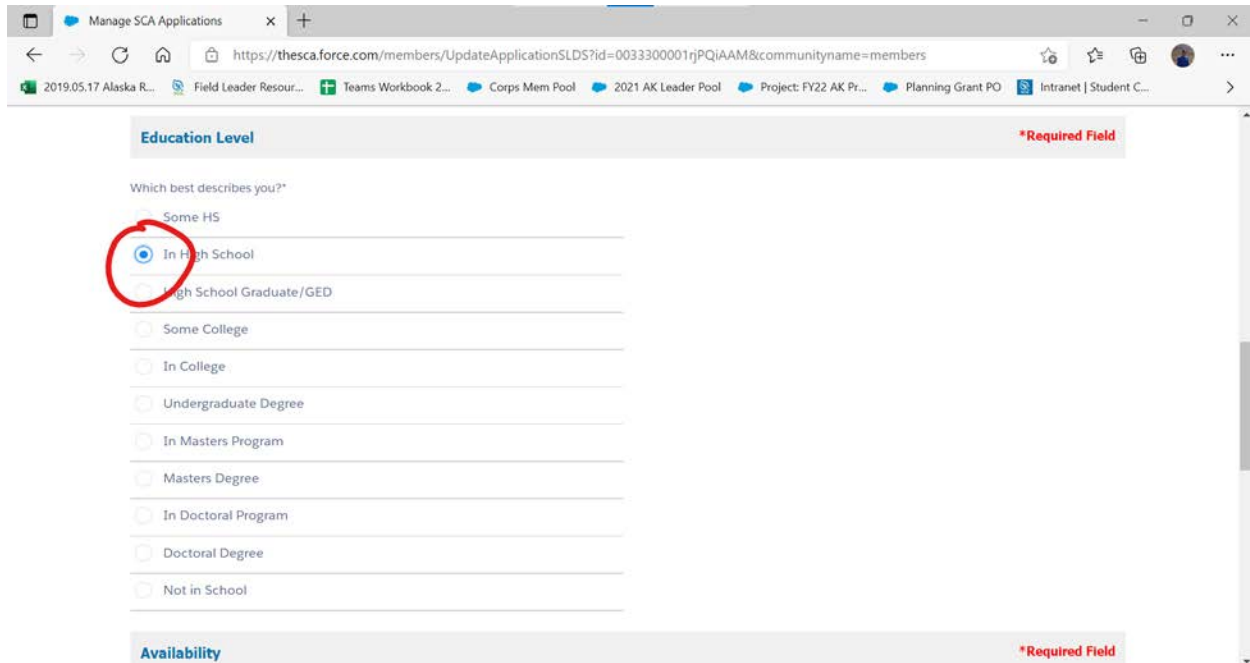 Manage SCA Applications
https://thesca.force.com/members/UpdateApplicationSLDS?id=0033300001rjPQiAAM&communityname=members
2019.05.17 Alaska R... Field Leader Resour... Teams Workbook 2... Corps Mem Pool 2021 AK Leader Pool Project: FY22 AK Pr... Planning Grant PO Intranet | Student C...
Education Level *Required Field
Which best describes you?*
Some HS
In High School
High School Graduate/GED
Some College
In College
Undergraduate Degree
In Masters Program
Masters Degree
In Doctoral Program
Doctoral Degree
Not in School
Availability *Required Field